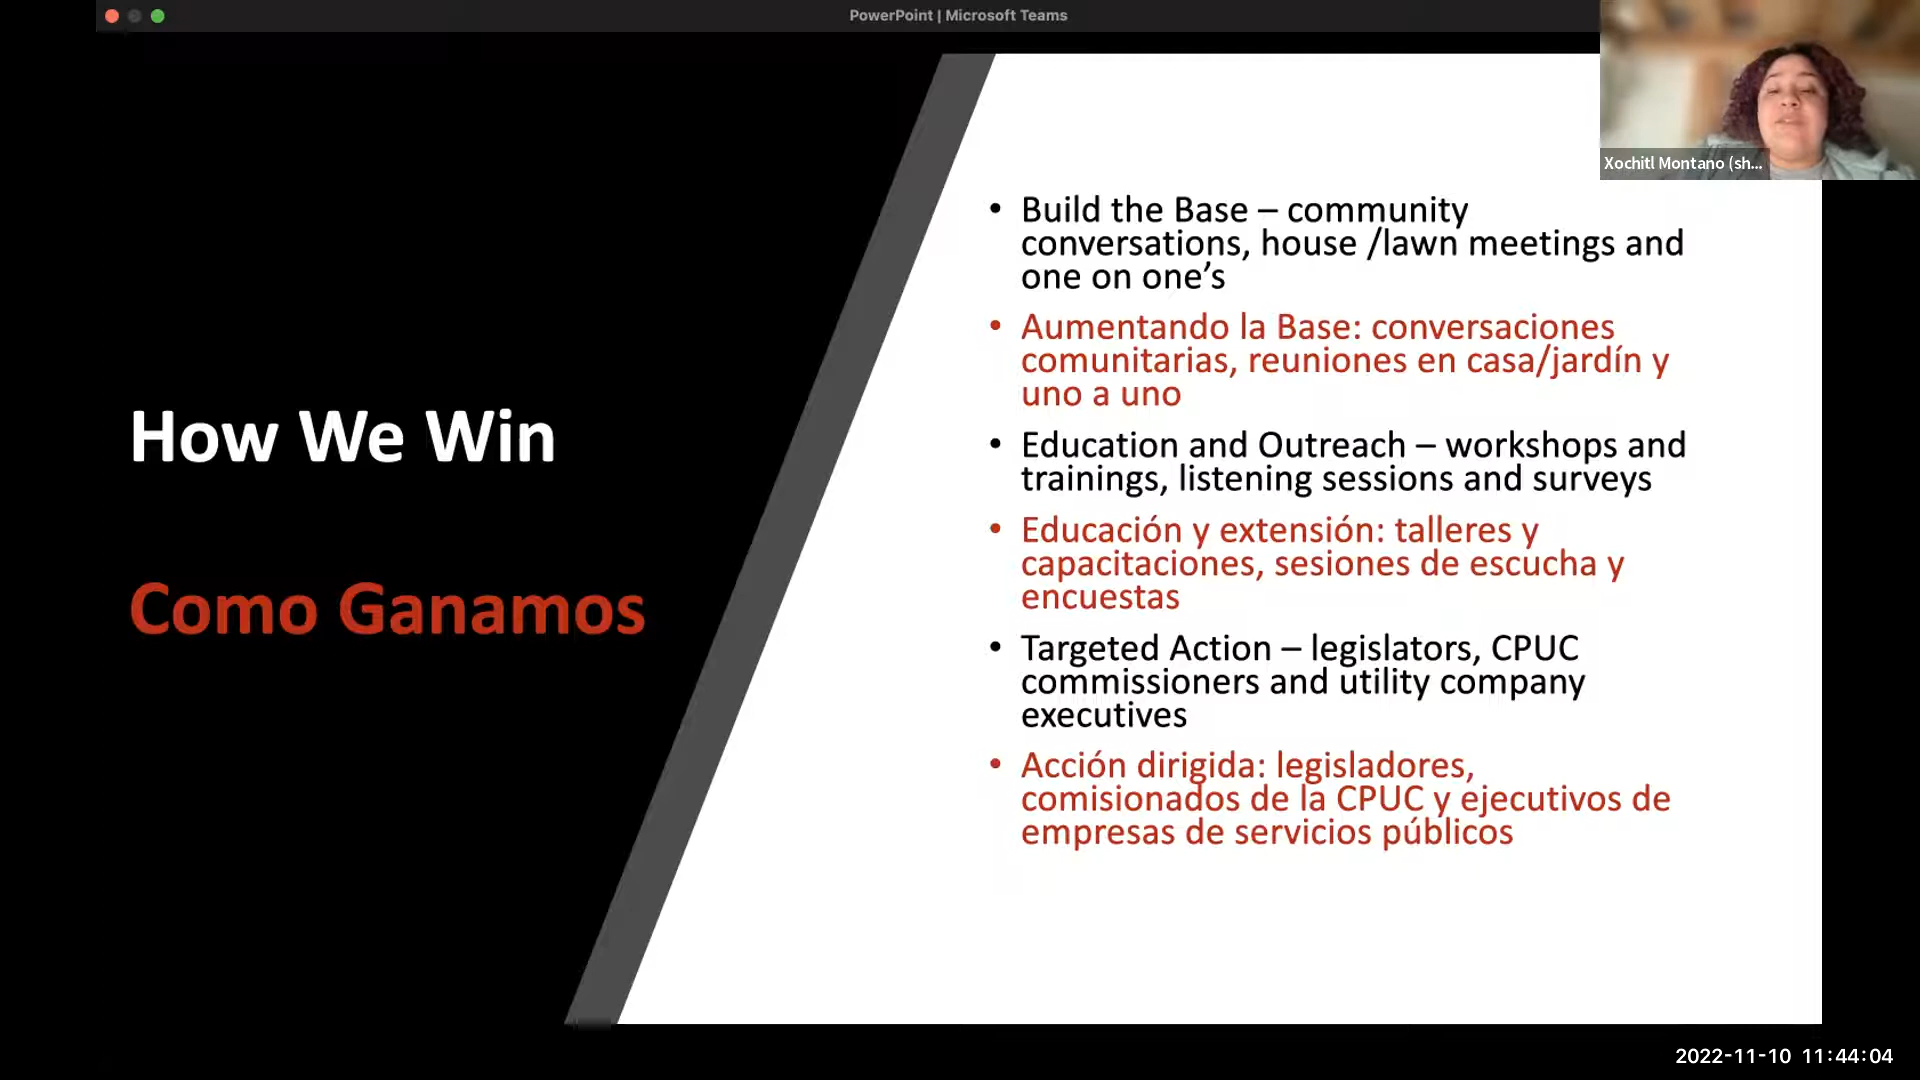 PowerPoint | Microsoft Teams
Xochitl Montano (sh...
How We Win
Como Ganamos
• Build the Base – community
conversations, house /lawn meetings and
one on one’s
• Aumentando la Base: conversaciones
comunitarias, reuniones en casa/jardín y
uno a uno
• Education and Outreach – workshops and
trainings, listening sessions and surveys
• Educación y extensión: talleres y
capacitaciones, sesiones de escucha y
encuestas
• Targeted Action – legislators, CPUC
commissioners and utility company
executives
• Acción dirigida: legisladores,
comisionados de la CPUC y ejecutivos de
empresas de servicios públicos
2022-11-10 11:44:04